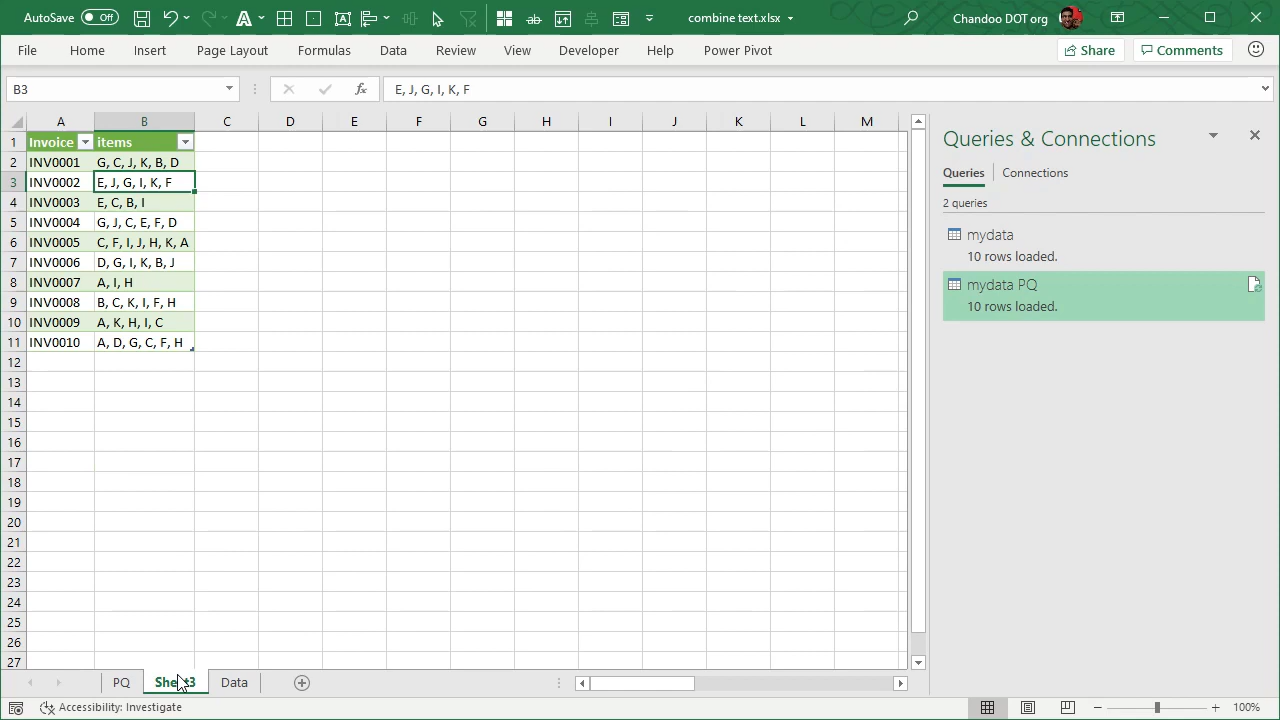 AutoSave Off
combine text.xlsx
Chandoo DOT org
File Home Insert Page Layout Formulas Data Review View Developer Help Power Pivot Share Comments
B3
fx E, J, G, I, K, F
A B C D E F G H I J K L M
1 Invoice items
2 INV0001 G, C, J, K, B, D
3 INV0002 E, J, G, I, K, F
4 INV0003 E, C, B, I
5 INV0004 G, J, C, E, F, D
6 INV0005 C, F, I, J, H, K, A
7 INV0006 D, G, I, K, B, J
8 INV0007 A, I, H
9 INV0008 B, C, K, I, F, H
10 INV0009 A, K, H, I, C
11 INV0010 A, D, G, C, F, H
12
13
14
15
16
17
18
19
20
21
22
23
24
25
26
27
Queries & Connections
Queries Connections
2 queries
mydata
10 rows loaded.
mydata PQ
10 rows loaded.
PQ Sheet3 Data
Accessibility: Investigate
100%